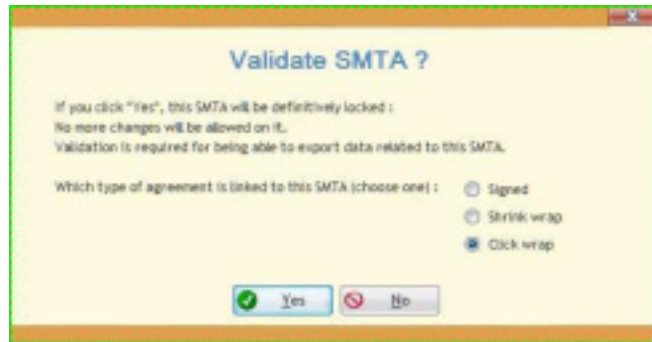 Validate SMTA ?
If you click "Yes", this SMTA will be definitively locked :
No more changes will be allowed on it.
Validation is required for being able to export data related to this SMTA.
Which type of agreement is linked to this SMTA (choose one) :
Signed
Shrink wrap
Click wrap
Yes
No